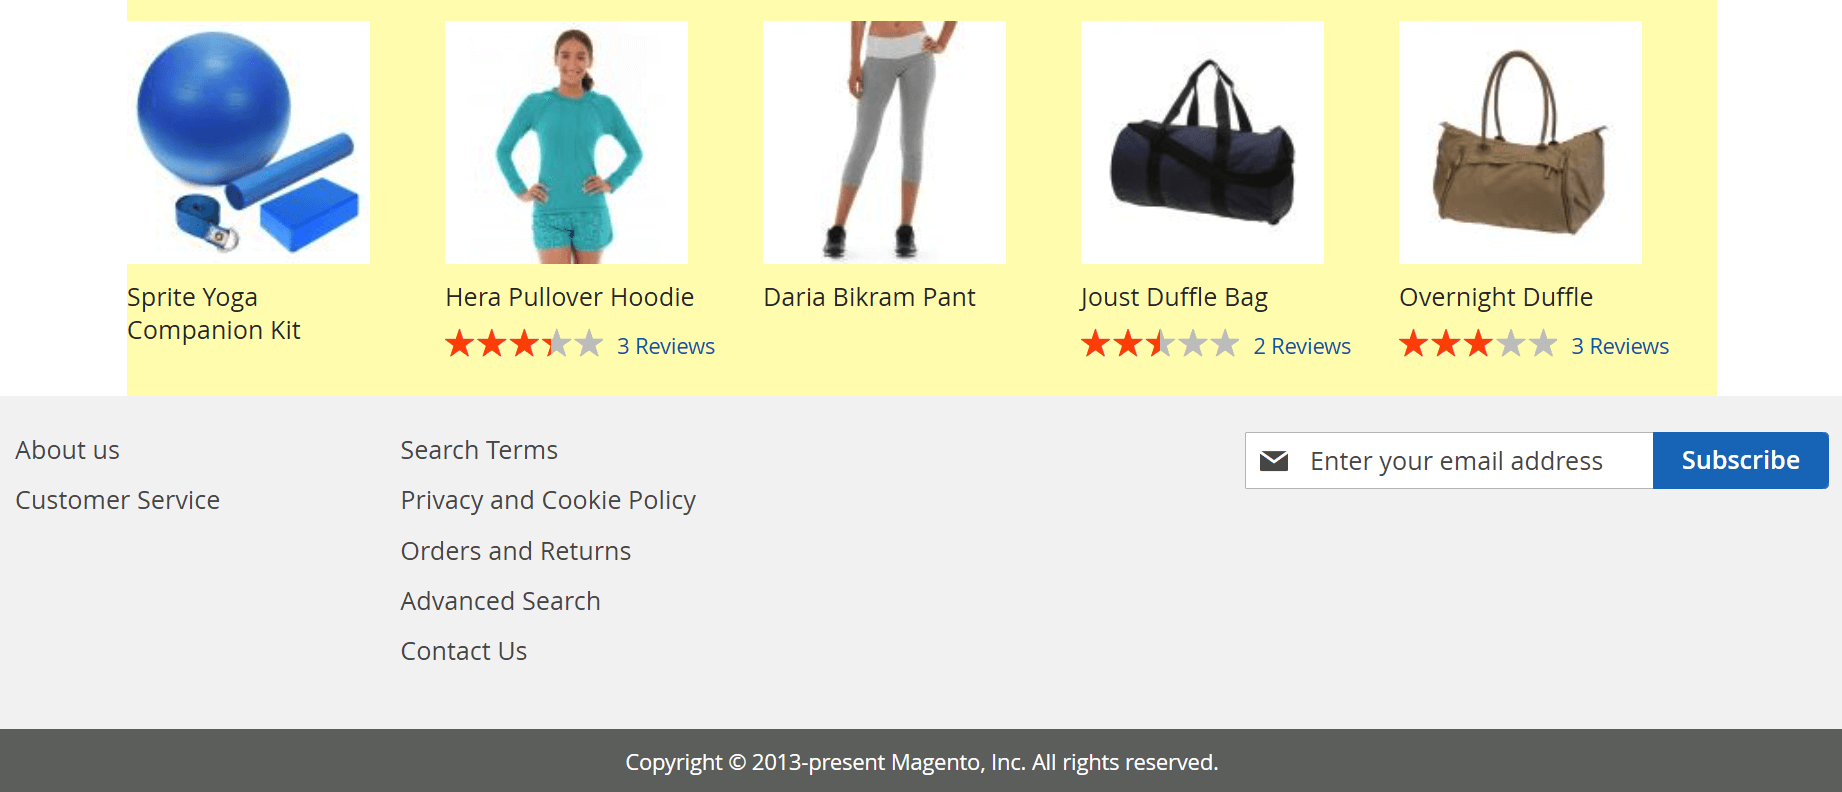 Sprite Yoga
Companion Kit
Hera Pullover Hoodie
3 Reviews
Daria Bikram Pant
Joust Duffle Bag
2 Reviews
Overnight Duffle
3 Reviews
About us
Customer Service
Search Terms
Privacy and Cookie Policy
Orders and Returns
Advanced Search
Contact Us
Enter your email address
Subscribe
Copyright © 2013-present Magento, Inc. All rights reserved.